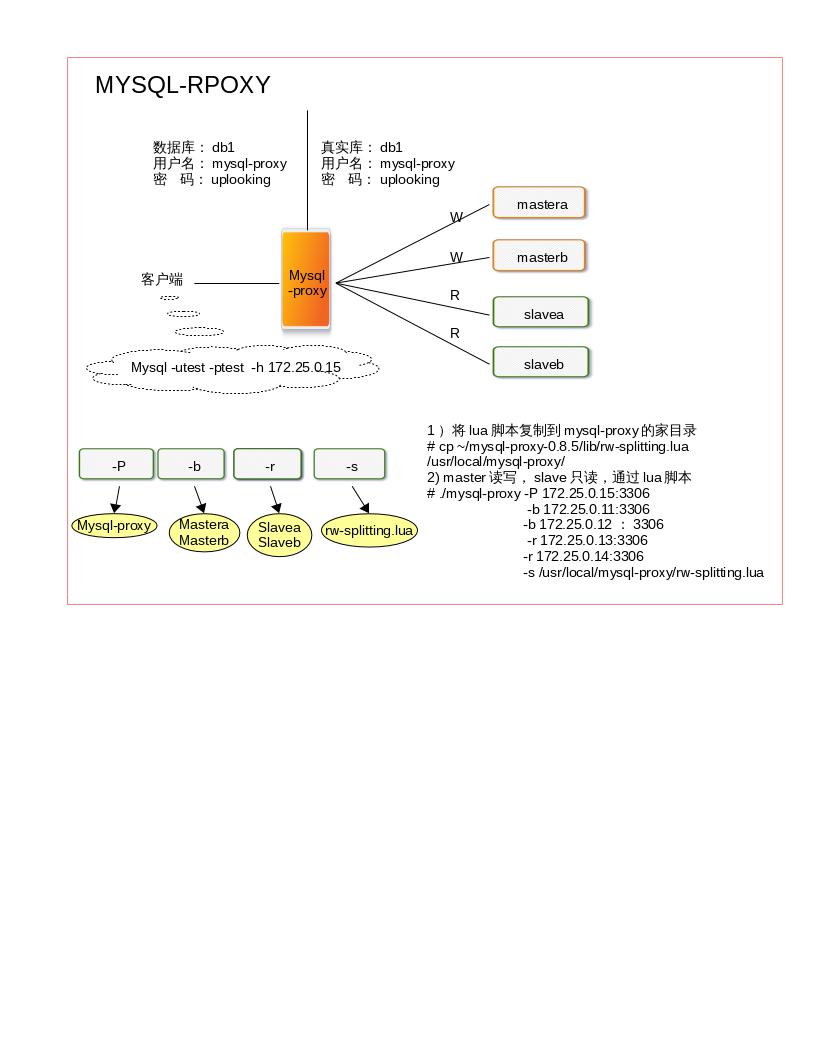 MYSQL-RPOXY
数据库： db1
用户名： mysql-proxy
密 码： uplooking
真实库： db1
用户名： mysql-proxy
密 码： uplooking
W
mastera
W
masterb
客户端
Mysql
-proxy
R
slavea
R
slaveb
Mysql -utest -ptest -h 172.25.0.15
-P
-b
-r
-s
Mysql-proxy
Mastera
Masterb
Slavea
Slaveb
rw-splitting.lua
1 ）将 lua 脚本复制到 mysql-proxy 的家目录
# cp ~/mysql-proxy-0.8.5/lib/rw-splitting.lua
/usr/local/mysql-proxy/
2) master 读写， slave 只读，通过 lua 脚本
# ./mysql-proxy -P 172.25.0.15:3306
-b 172.25.0.11:3306
-b 172.25.0.12 ： 3306
-r 172.25.0.13:3306
-r 172.25.0.14:3306
-s /usr/local/mysql-proxy/rw-splitting.lua